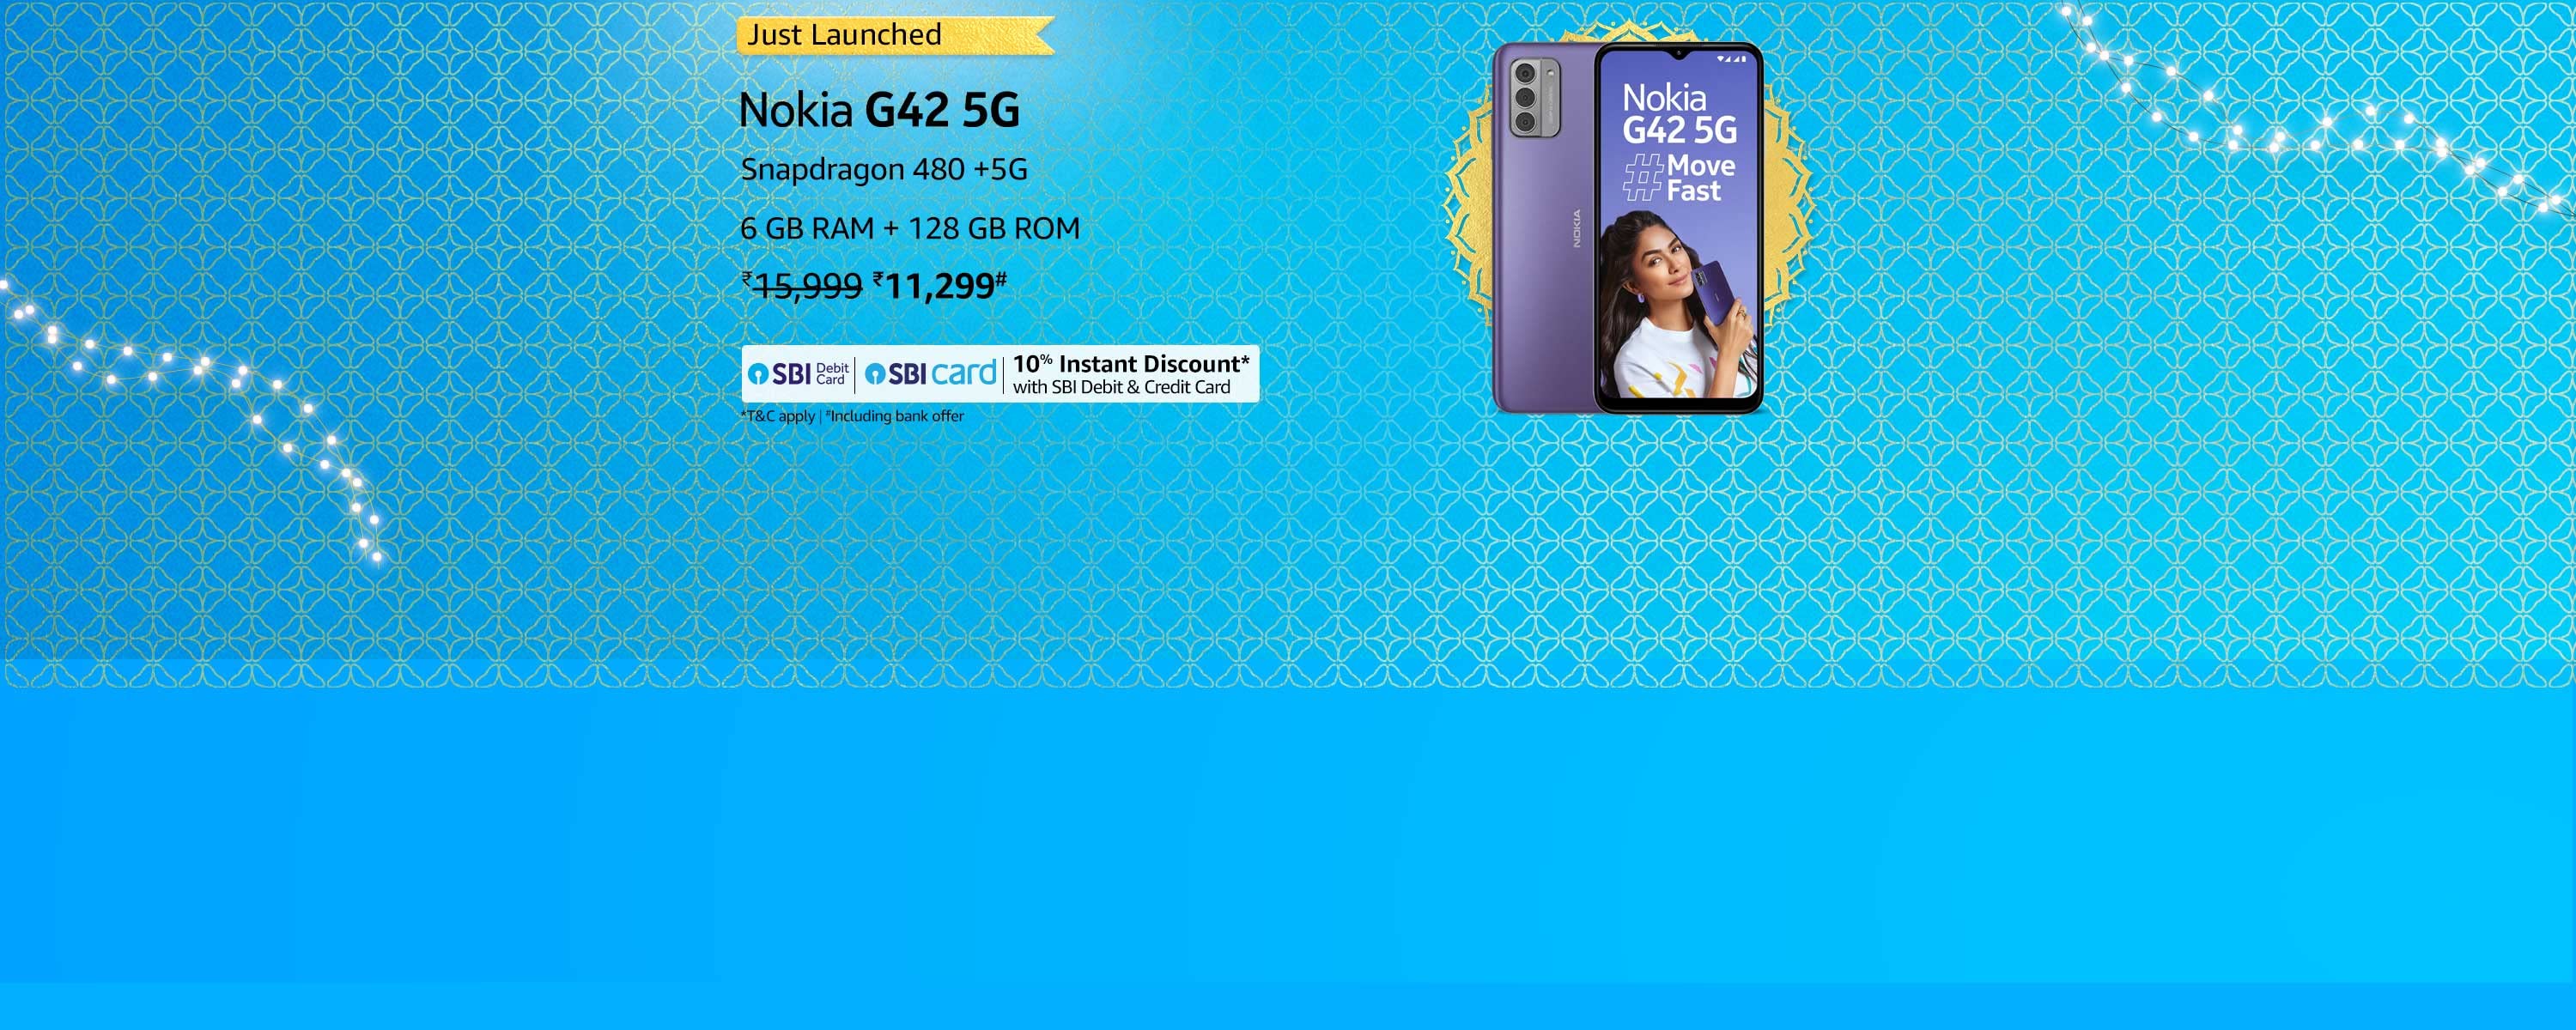 Just Launched
Nokia G42 5G
Snapdragon 480 +5G
6 GB RAM + 128 GB ROM
₹15,999 ₹11,299#
SBI Debit Card | SBI card | 10% Instant Discount*
with SBI Debit & Credit Card
*T&C apply | #Including bank offer
NOKIA
Nokia
G42 5G
#Move
Fast